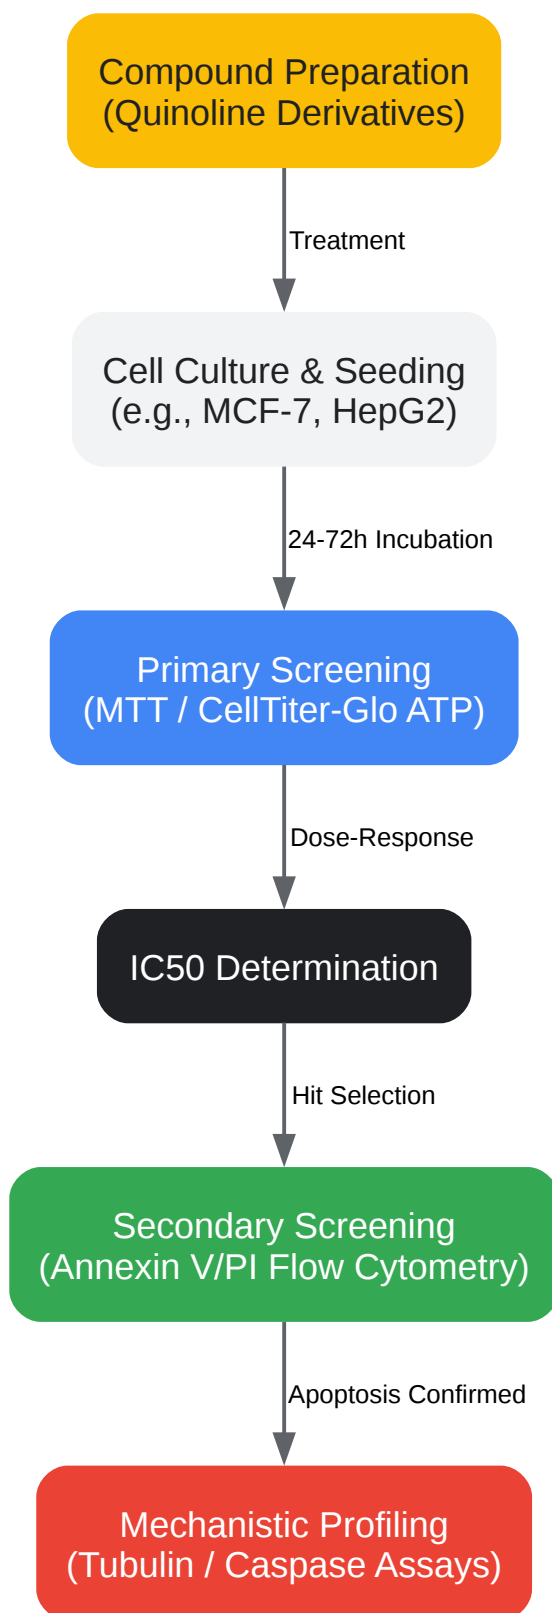 Compound Preparation
(Quinoline Derivatives)
Treatment
Cell Culture & Seeding
(e.g., MCF-7, HepG2)
24-72h Incubation
Primary Screening
(MTT / CellTiter-Glo ATP)
Dose-Response
IC50 Determination
Hit Selection
Secondary Screening
(Annexin V/PI Flow Cytometry)
Apoptosis Confirmed
Mechanistic Profiling
(Tubulin / Caspase Assays)